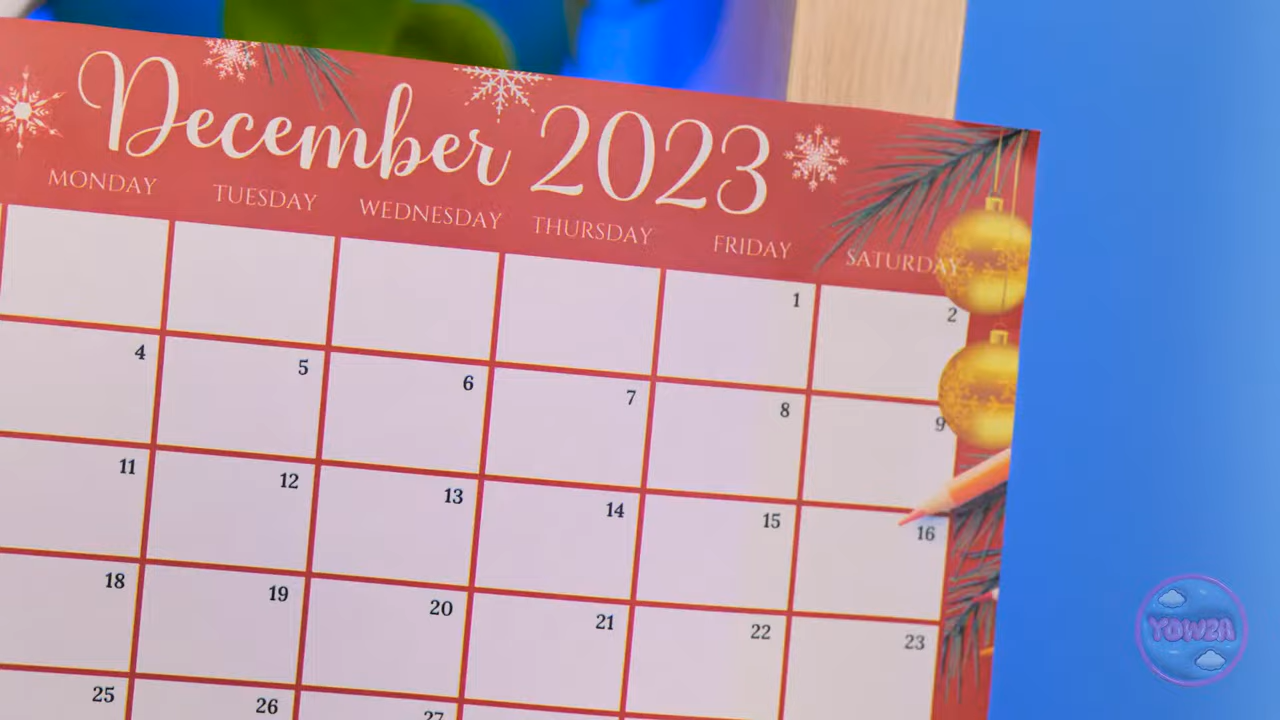 December 2023
MONDAY TUESDAY WEDNESDAY THURSDAY FRIDAY SATURDAY
1 2
4 5 6 7 8 9
11 12 13 14 15 16
18 19 20 21 22 23
25 26 27
YOWZA